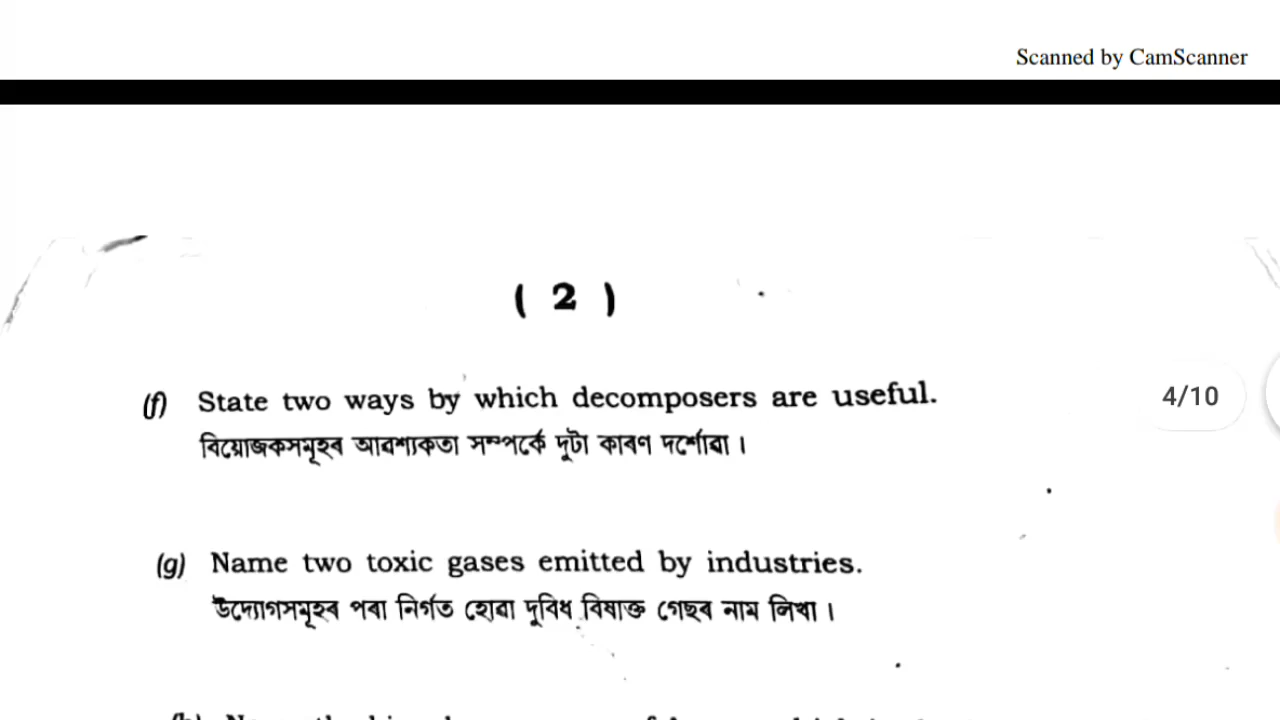 Scanned by CamScanner
( 2 )
(f) State two ways by which decomposers are useful.
বিয়োজকসমূহৰ আৱশ্যকতা সম্পৰ্কে দুটা কাৰণ দৰ্শোৱা ।
4/10
(g) Name two toxic gases emitted by industries.
উদ্যোগসমূহৰ পৰা নিৰ্গত হোৱা দুবিধ বিষাক্ত গেছৰ নাম লিখা ।